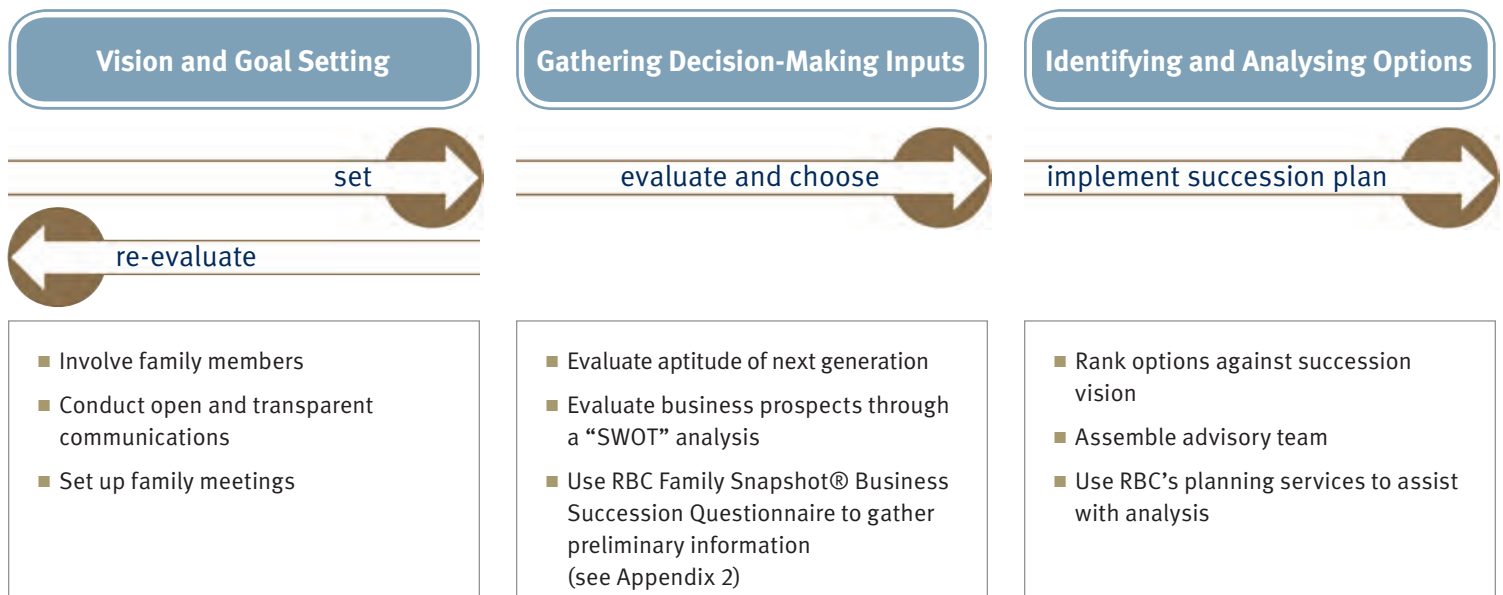 Vision and Goal Setting
set
re-evaluate
■ Involve family members
■ Conduct open and transparent
communications
■ Set up family meetings
Gathering Decision-Making Inputs
evaluate and choose
■ Evaluate aptitude of next generation
■ Evaluate business prospects through
a “SWOT” analysis
■ Use RBC Family Snapshot® Business
Succession Questionnaire to gather
preliminary information
(see Appendix 2)
Identifying and Analysing Options
implement succession plan
■ Rank options against succession
vision
■ Assemble advisory team
■ Use RBC’s planning services to assist
with analysis